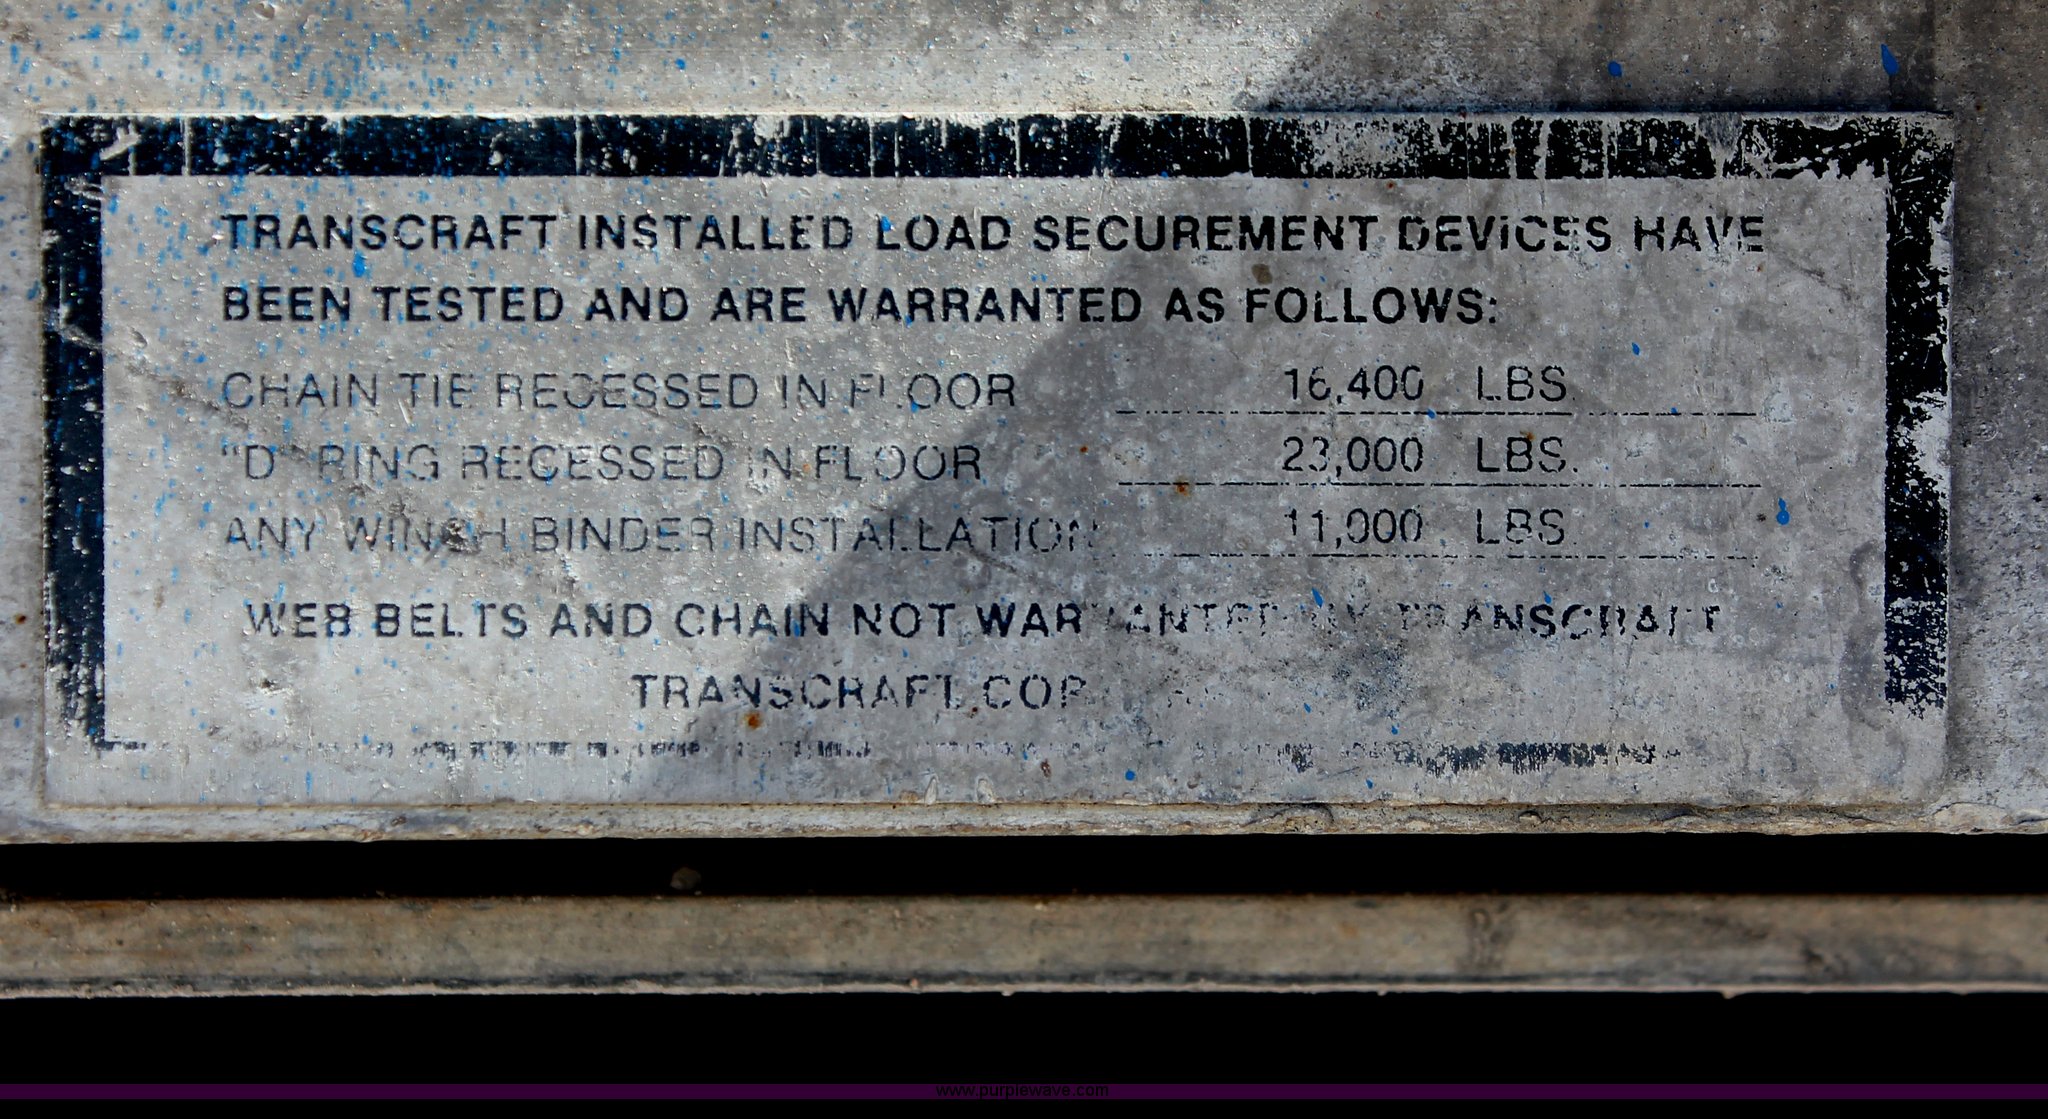 TRANSCRAFT INSTALLED LOAD SECUREMENT DEVICES HAVE
BEEN TESTED AND ARE WARRANTED AS FOLLOWS:
CHAIN TIE RECESSED IN FLOOR 16,400 LBS.
"D" RING RECESSED IN FLOOR 23,000 LBS.
ANY WINCH BINDER INSTALLATION 11,000 LBS.
WEB BELTS AND CHAIN NOT WARRANTED BY TRANSCRAFT
TRANSCRAFT
www.purplewave.com